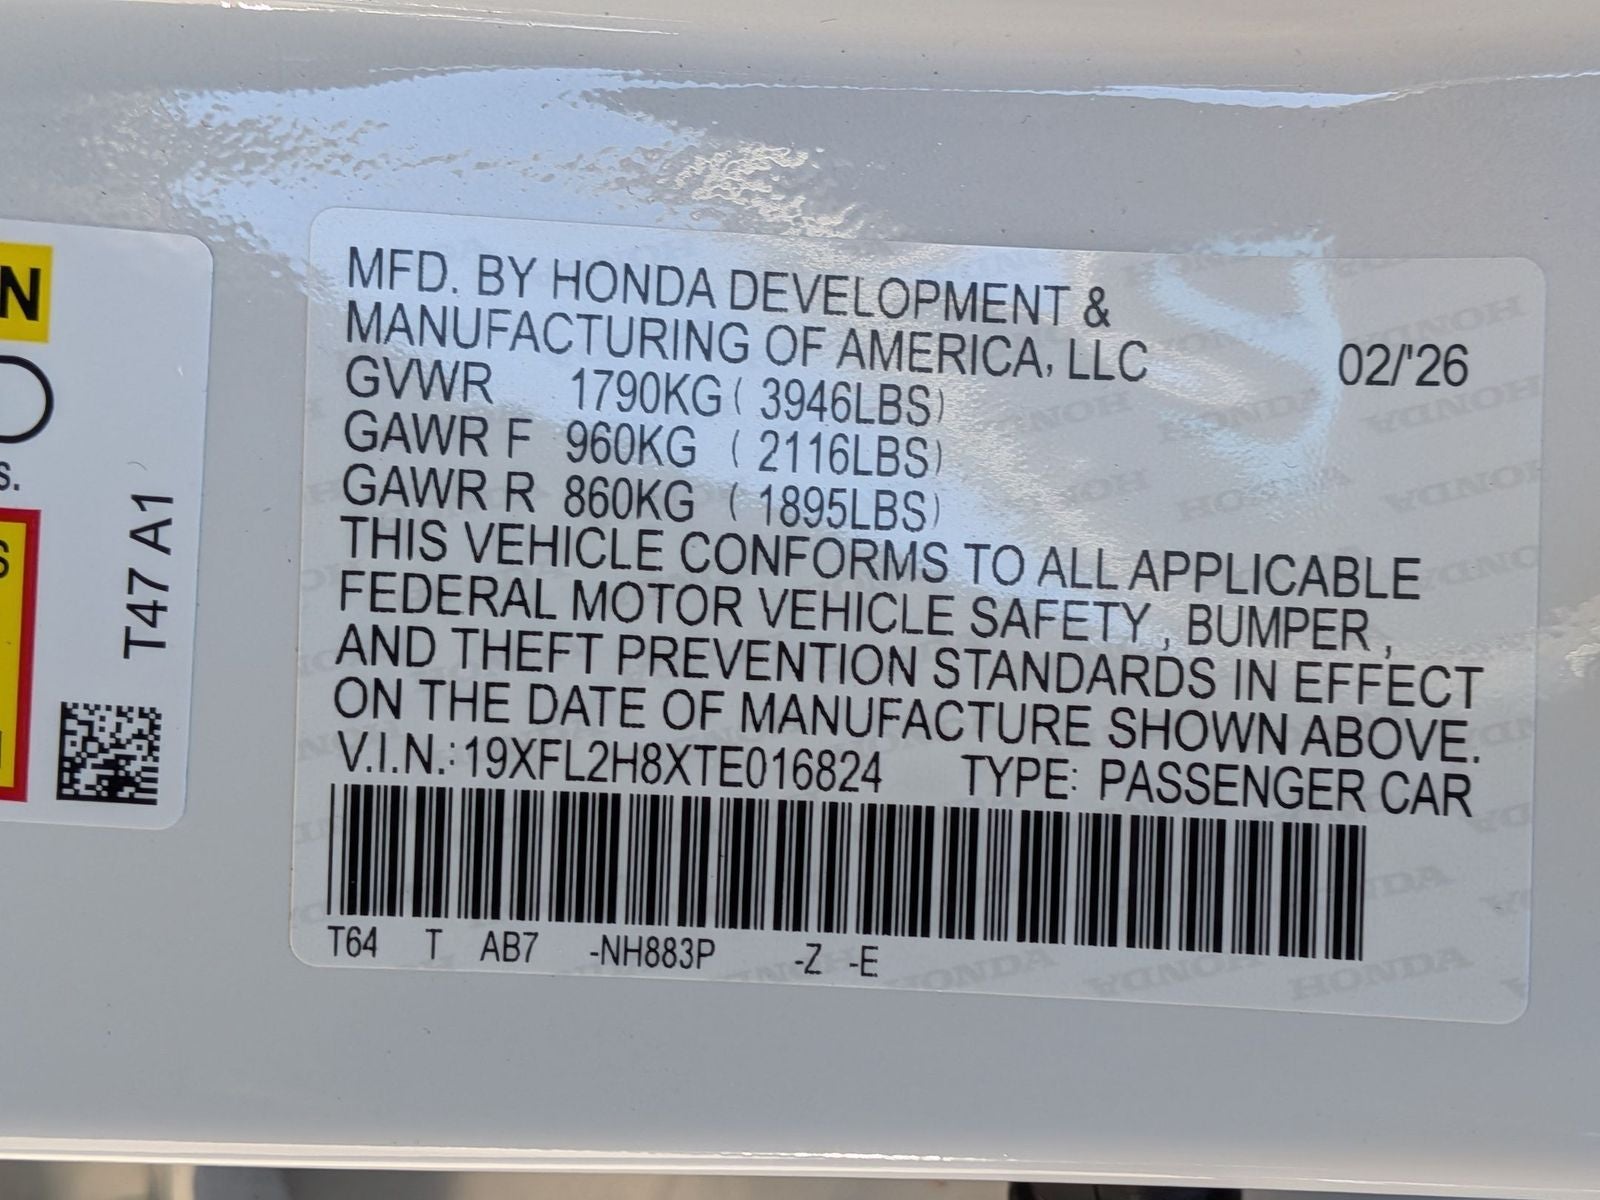 MFD. BY HONDA DEVELOPMENT &
MANUFACTURING OF AMERICA, LLC 02/'26
GVWR 1790KG ( 3946LBS)
GAWR F 960KG ( 2116LBS)
GAWR R 860KG ( 1895LBS)
THIS VEHICLE CONFORMS TO ALL APPLICABLE
FEDERAL MOTOR VEHICLE SAFETY , BUMPER ,
AND THEFT PREVENTION STANDARDS IN EFFECT
ON THE DATE OF MANUFACTURE SHOWN ABOVE.
V.I.N.: 19XFL2H8XTE016824 TYPE: PASSENGER CAR
T64 T AB7 -NH883P -Z -E
T47 A1
N
S.
S
HONDA